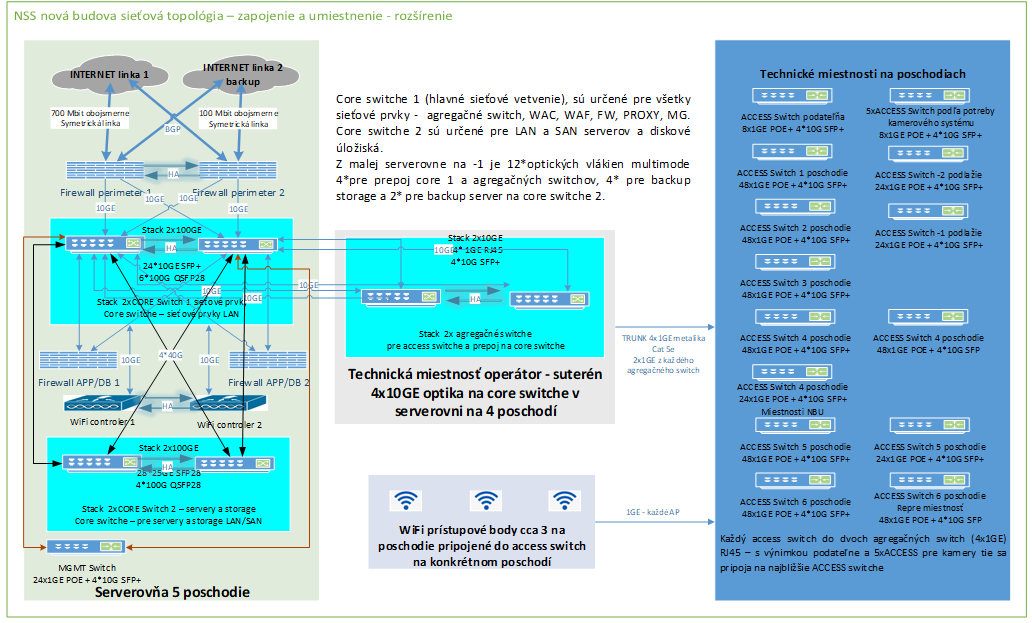 NSS nová budova sieťová topológia – zapojenie a umiestnenie - rozšírenie
INTERNET linka 1
INTERNET linka 2
backup
700 Mbit obojsmerne
Symetrická linka
100 Mbit obojsmerne
Symetrická linka
BGP
HA
Firewall perimeter 1
Firewall perimeter 2
10GE
10GE
10GE
10GE
Stack 2x100GE
HA
24*10GE SFP+
6*100G QSFP28
10GE
10GE
10GE
Stack 2xCORE Switch 1 sieťové prvky
Core switche – sieťové prvky LAN
10GE
10GE
4*40G
10GE
10GE
Firewall APP/DB 1
Firewall APP/DB 2
HA
WiFi controler 1
WiFi controler 2
Stack 2x100GE
HA
28*25GE SFP28
4*100G QSFP28
Stack 2xCORE Switch 2 – servery a storage
Core switche – pre servery a storage LAN/SAN
MGMT Switch
24x1GE POE + 4*10G SFP+
Serverovňa 5 poschodie
Core switche 1 (hlavné sieťové vetvenie), sú určené pre všetky
sieťové prvky - agregačné switch, WAC, WAF, FW, PROXY, MG.
Core switche 2 sú určené pre LAN a SAN serverov a diskové
úložiská.
Z malej serverovne na -1 je 12*optických vlákien multimode
4*pre prepoj core 1 a agregačných switchov, 4* pre backup
storage a 2* pre backup server na core switche 2.
Stack 2x10GE
10GE
4* 1GE RJ45
4*10G SFP+
HA
Stack 2x agregačné switche
pre access switche a prepoj na core switche
Technická miestnosť operátor - suterén
4x10GE optika na core switche v
serverovni na 4 poschodí
TRUNK 4x1GE metalika
Cat 5e
2x1GE z každého
agregačného switch
WiFi prístupové body cca 3 na
poschodie pripojené do access switch
na konkrétnom poschodí
1GE - každé AP
Technické miestnosti na poschodiach
ACCESS Switch podateľňa
8x1GE POE + 4*10G SFP+
5xACCESS Switch podľa potreby
kamerového systému
8x1GE POE + 4*10G SFP+
ACCESS Switch 1 poschodie
48x1GE POE + 4*10G SFP+
ACCESS Switch -2 podlažie
24x1GE POE + 4*10G SFP+
ACCESS Switch 2 poschodie
48x1GE POE + 4*10G SFP+
ACCESS Switch -1 podlažie
24x1GE POE + 4*10G SFP+
ACCESS Switch 3 poschodie
48x1GE POE + 4*10G SFP+
ACCESS Switch 4 poschodie
48x1GE POE + 4*10G SFP+
ACCESS Switch 4 poschodie
48x1GE POE + 4*10G SFP
ACCESS Switch 4 poschodie
24x1GE POE + 4*10G SFP+
Miestnosti NBU
ACCESS Switch 5 poschodie
48x1GE POE + 4*10G SFP+
ACCESS Switch 5 poschodie
24x1GE POE + 4*10G SFP+
ACCESS Switch 6 poschodie
48x1GE POE + 4*10G SFP+
ACCESS Switch 6 poschodie
Repre miestnosť
48x1GE POE + 4*10G SFP
Každý access switch do dvoch agregačných switch (4x1GE)
RJ45 – s výnimkou podateľne a 5xACCESS pre kamery tie sa
pripoja na najbližšie ACCESS switche